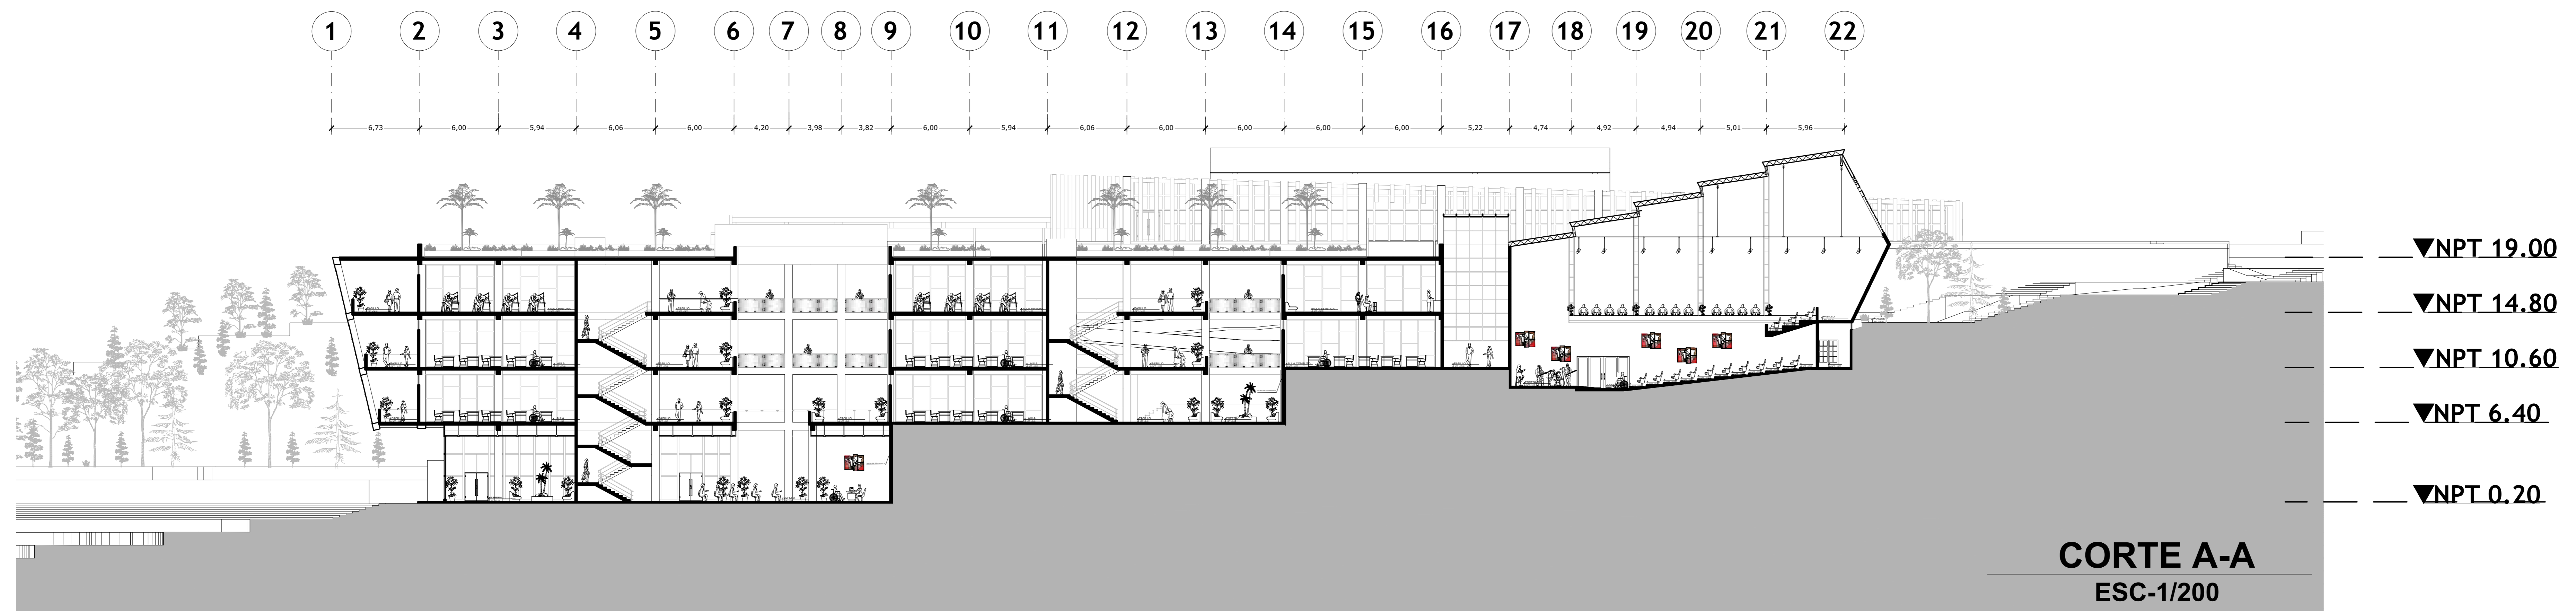 1 2 3 4 5 6 7 8 9 10 11 12 13 14 15 16 17 18 19 20 21 22
6,73 6,00 5,94 6,06 6,00 4,20 3,98 3,82 6,00 5,94 6,06 6,00 6,00 6,00 6,00 5,22 4,74 4,92 4,94 5,01 5,96
▼NPT 19.00
▼NPT 14.80
▼NPT 10.60
▼NPT 6.40
▼NPT 0.20
CORTE A-A
ESC-1/200